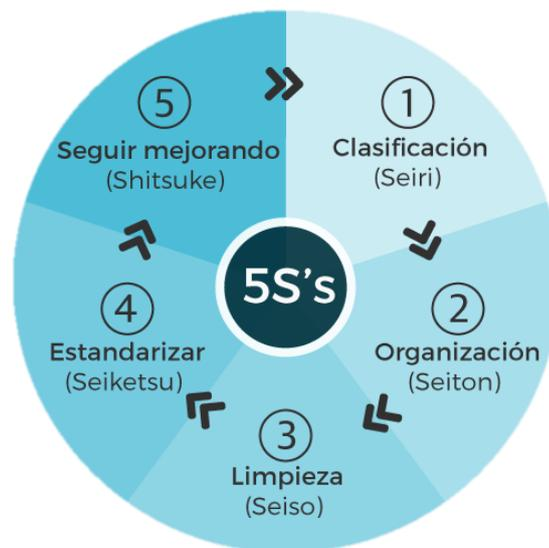 1
Clasificación
(Seiri)
2
Organización
(Seiton)
3
Limpieza
(Seiso)
4
Estandarizar
(Seiketsu)
5
Seguir mejorando
(Shitsuke)
5S's